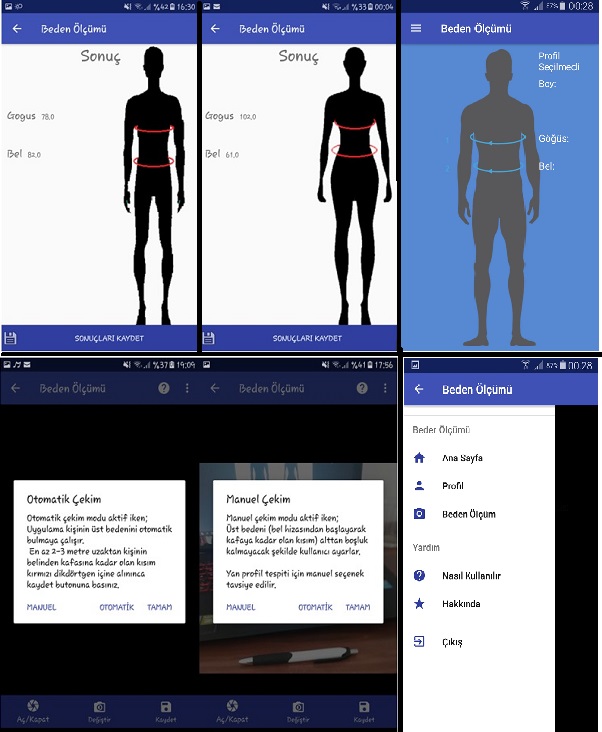 %42 16:30
Beden Ölçümü
Sonuç
Gogus 78,0
Bel 82,0
SONUÇLARI KAYDET
%33 00:04
Beden Ölçümü
Sonuç
Gogus 102,0
Bel 61,0
SONUÇLARI KAYDET
87% 00:28
Beden Ölçümü
Profil
Seçilmedi
Boy:
Göğüs:
Bel:
%37 19:09
Beden Ölçümü
Otomatik Çekim
Otomatik çekim modu aktif iken;
Uygulama kişinin üst bedenini otomatik
bulmaya çalışır.
En az 2-3 metre uzaktan kişinin
belinden kafasına kadar olan kısım
kırmızı dikdörtgen içine alınınca
kaydet butonuna basınız.
MANUEL OTOMATİK TAMAM
Aç/Kapat Değiştir Kaydet
%41 17:56
Beden Ölçümü
Manuel Çekim
Manuel çekim modu aktif iken;
Üst bedeni (bel hizasından başlayarak
kafaya kadar olan kısım) alttan boşluk
kalmayacak şekilde kullanıcı ayarlar.
Yan profil tespiti için manuel seçenek
tavsiye edilir.
MANUEL OTOMATİK TAMAM
Aç/Kapat Değiştir Kaydet
87% 00:28
Beden Ölçümü
Beden Ölçümü
Ana Sayfa
Profil
Beden Ölçüm
Yardım
Nasıl Kullanılır
Hakkında
Çıkış